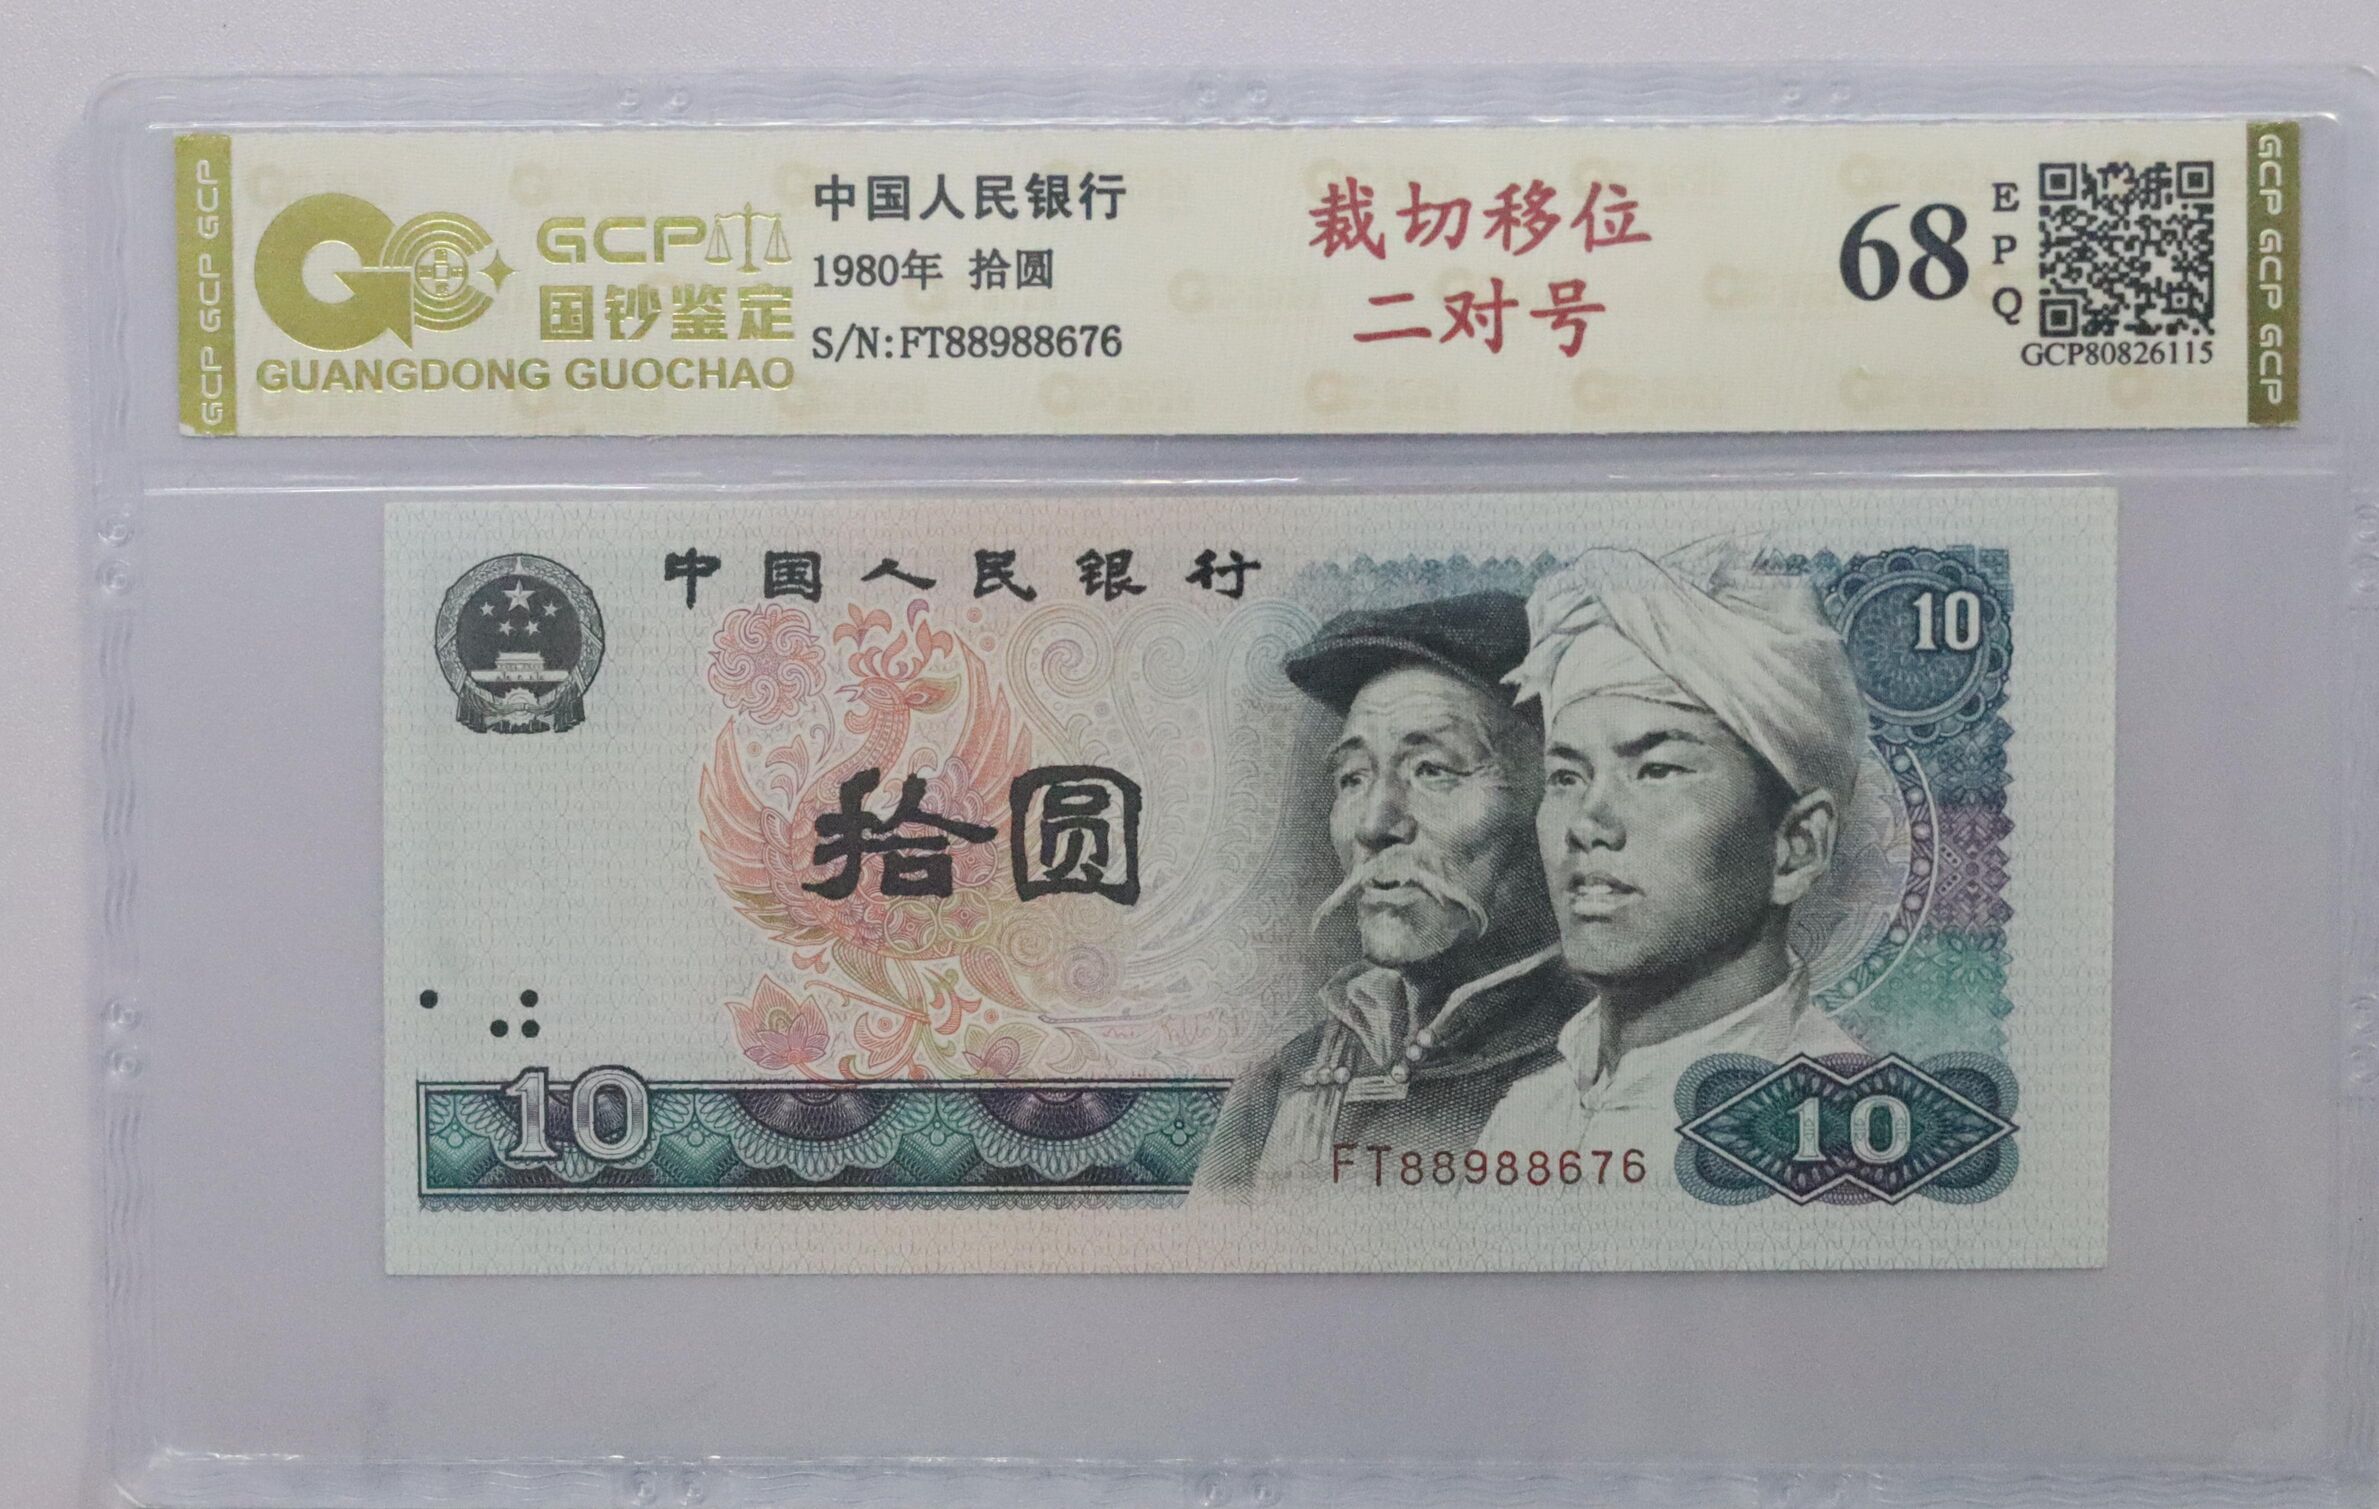 GCP GCP GCP
GCP
国钞鉴定
GUANGDONG GUOCHAO
中国人民银行
1980年 拾圆
S/N:FT88988676
裁切移位
二对号
68
EPQ
GCP80826115
GCP GCP GCP
中国人民银行
10
拾圆
10
FT88988676
10